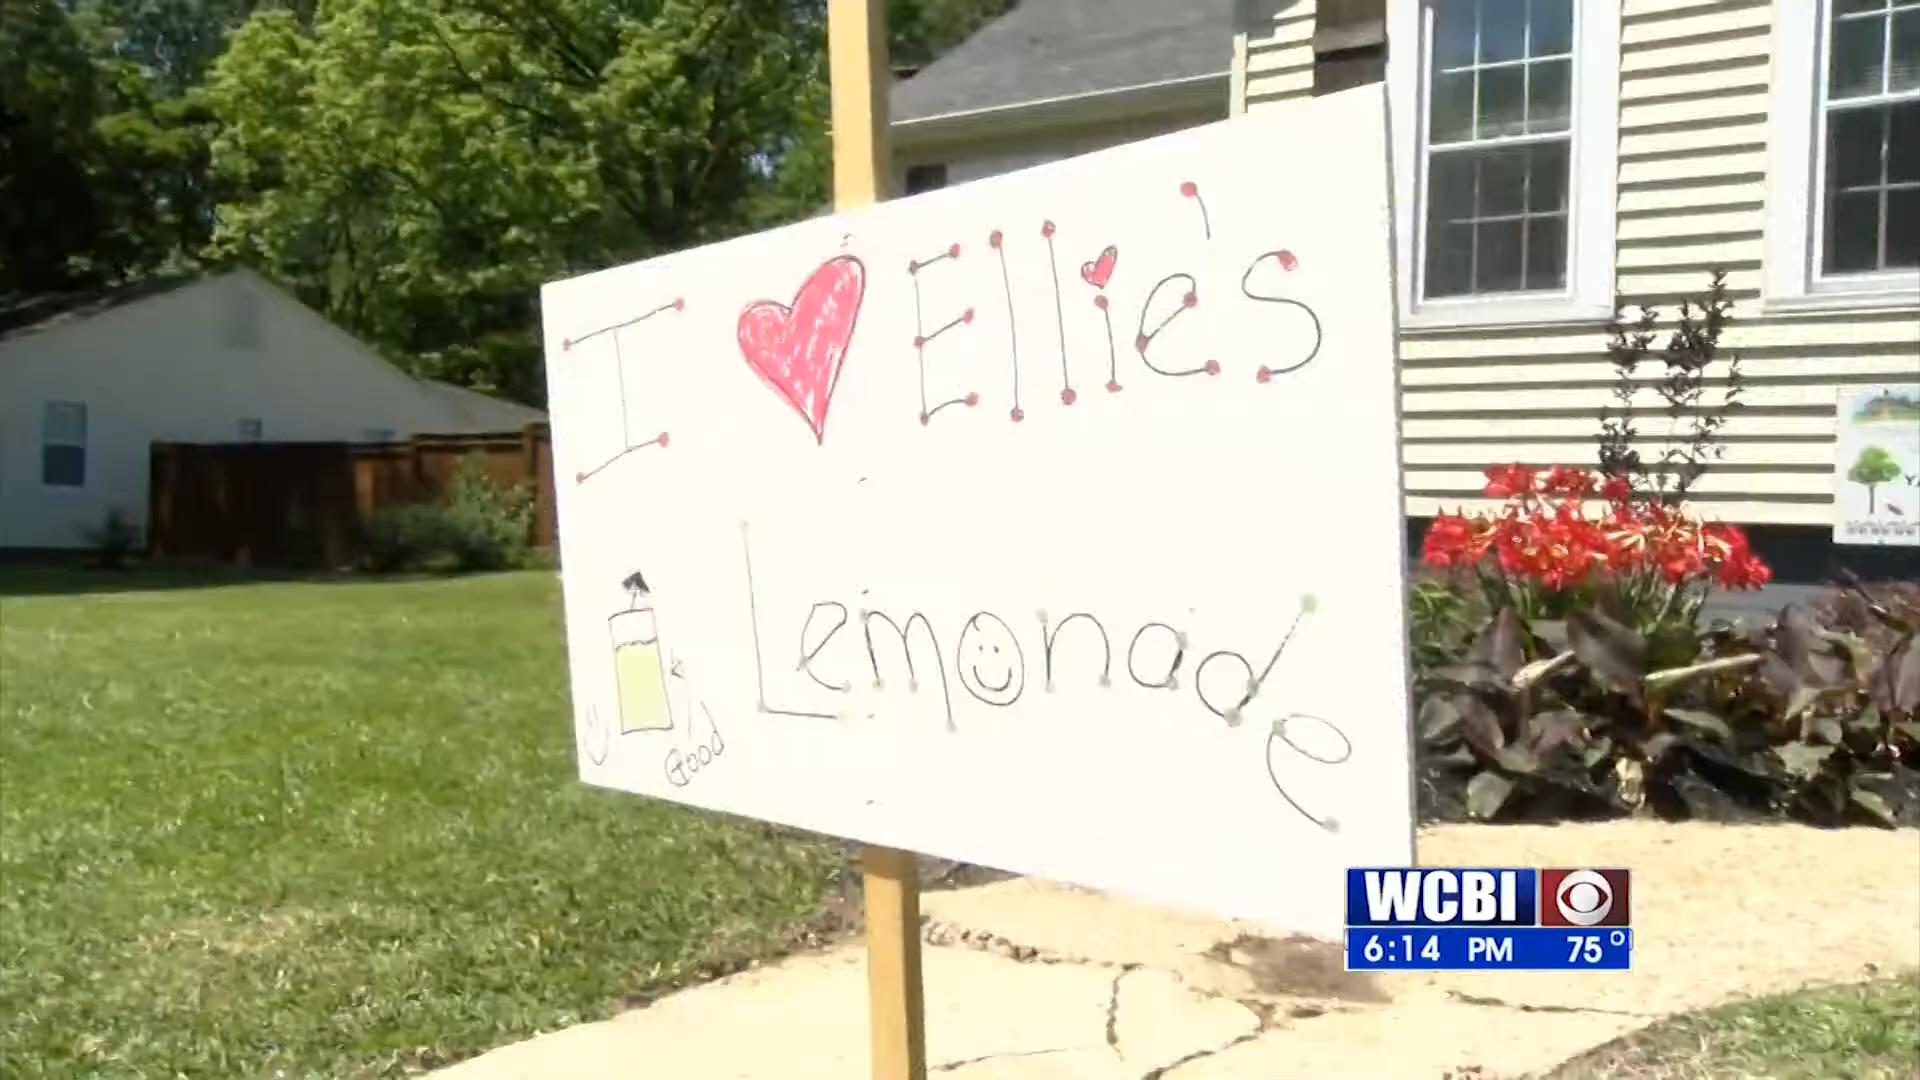 I ❤ Ellie's
Lemonade
Good
WCBI
6:14 PM 75°